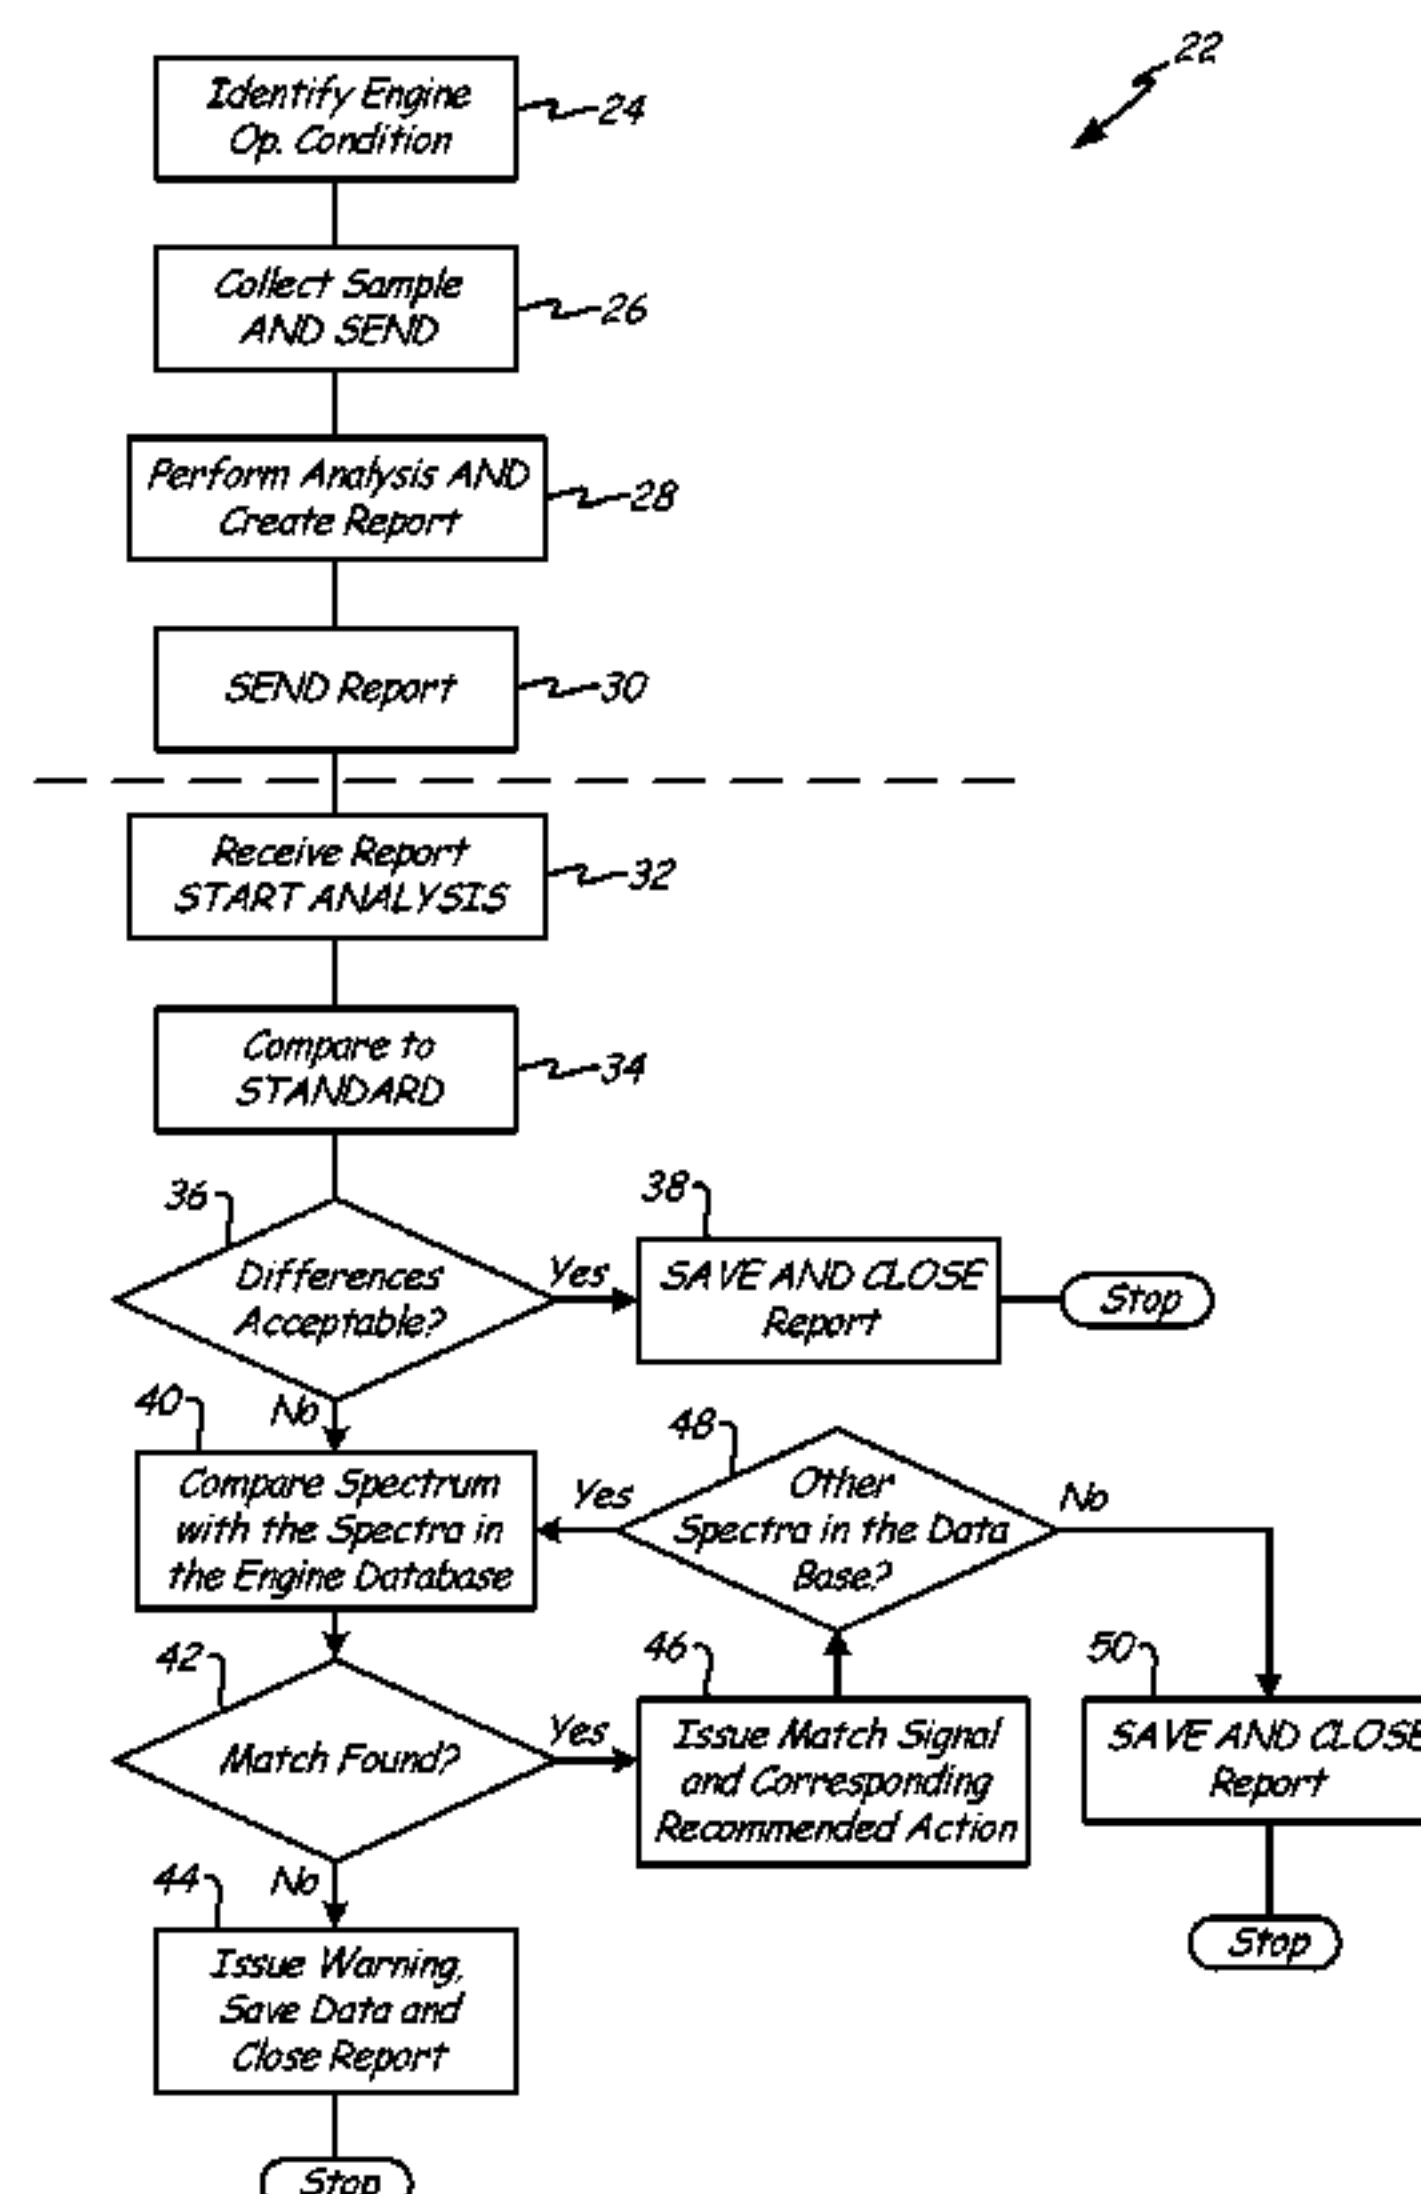 22
Identify Engine
Op. Condition
24
Collect Sample
AND SEND
26
Perform Analysis AND
Create Report
28
SEND Report
30
Receive Report
START ANALYSIS
32
Compare to
STANDARD
34
36
Differences
Acceptable?
Yes
No
38
SAVE AND CLOSE
Report
Stop
40
Compare Spectrum
with the Spectra in
the Engine Database
48
Other
Spectra in the Data
Base?
Yes
No
42
Match Found?
Yes
No
46
Issue Match Signal
and Corresponding
Recommended Action
50
SAVE AND CLOSE
Report
Stop
44
Issue Warning,
Save Data and
Close Report
Stop